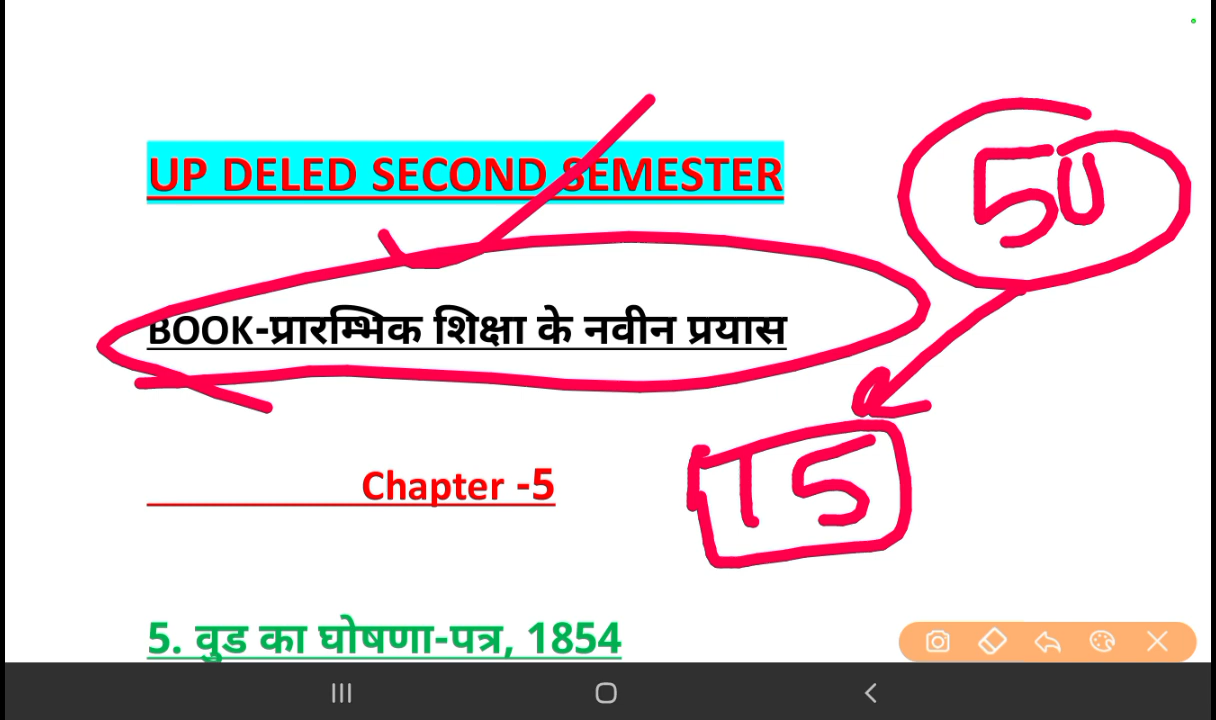 UP DELED SECOND SEMESTER
50
BOOK-प्रारम्भिक शिक्षा के नवीन प्रयास
Chapter -5
15
5. वुड का घोषणा-पत्र, 1854